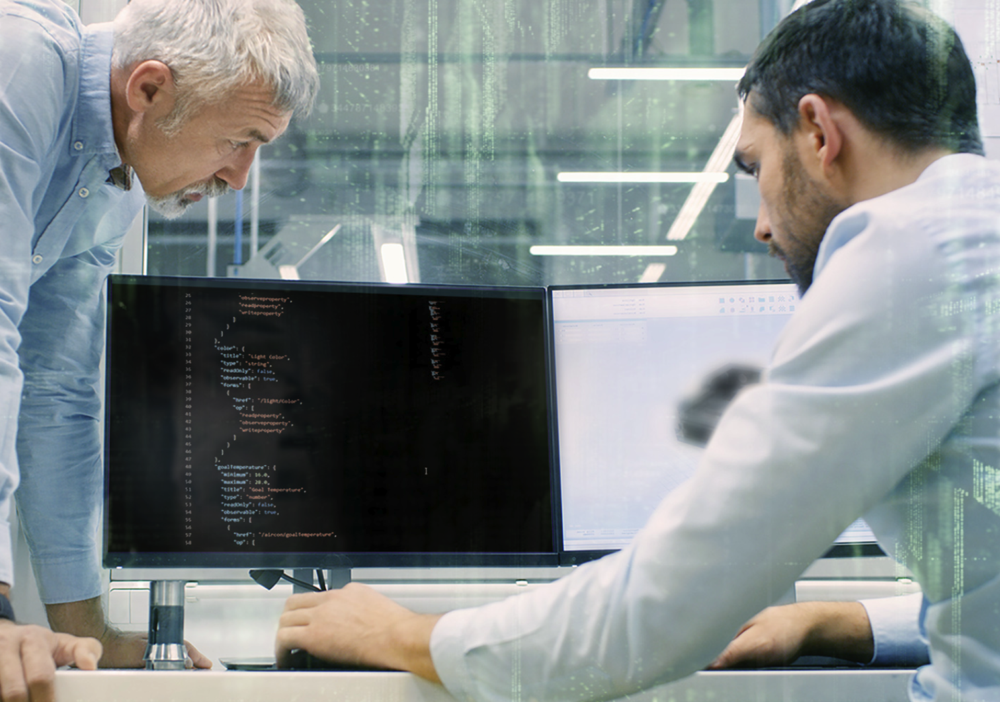 25 "observeproperty",
26 "readproperty",
27 "writeproperty"
28 ]
29 }
30 ]
31 },
32 "color": {
33 "title": "Light Color",
34 "type": "string",
35 "readOnly": false,
36 "observable": true,
37 "forms": [
38 {
39 "href": "/light/color",
40 "op": [
41 "readproperty",
42 "observeproperty",
43 "writeproperty"
44 ]
45 }
46 ]
47 },
48 "goalTemperature": {
49 "minimum": 16.0,
50 "maximum": 28.0,
51 "title": "Goal Temperature",
52 "type": "number",
53 "readOnly": false,
54 "observable": true,
55 "forms": [
56 {
57 "href": "/aircon/goalTemperature",
58 "op": [